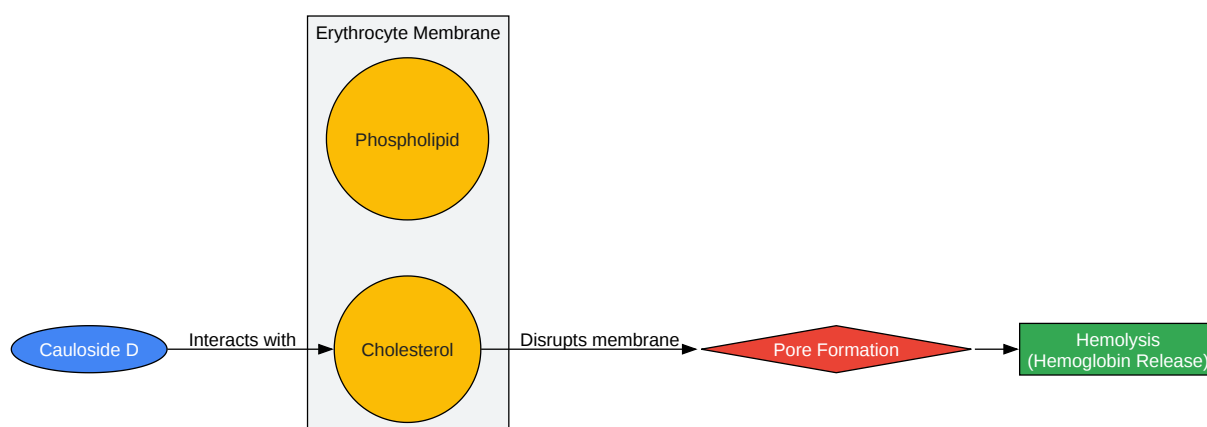 Erythrocyte Membrane
Phospholipid
Cauloside D
Interacts with
Cholesterol
Disrupts membrane
Pore Formation
Hemolysis
(Hemoglobin Release)